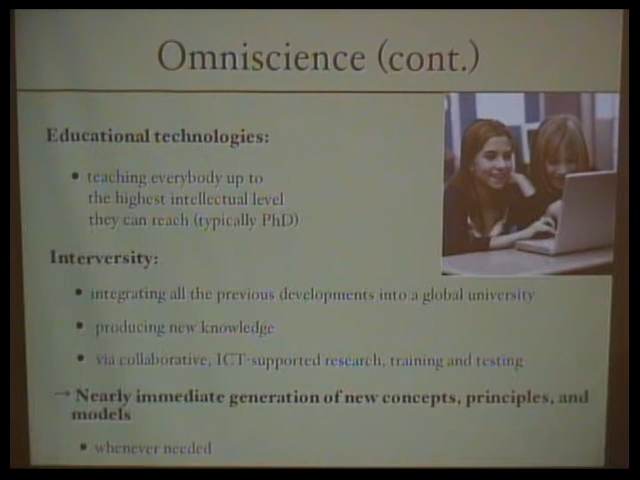 Omniscience (cont.)
Educational technologies:
• teaching everybody up to
the highest intellectual level
they can reach (typically PhD)
Interversity:
• integrating all the previous developments into a global university
• producing new knowledge
• via collaborative, ICT-supported research, training and testing
→ Nearly immediate generation of new concepts, principles, and
models
• whenever needed